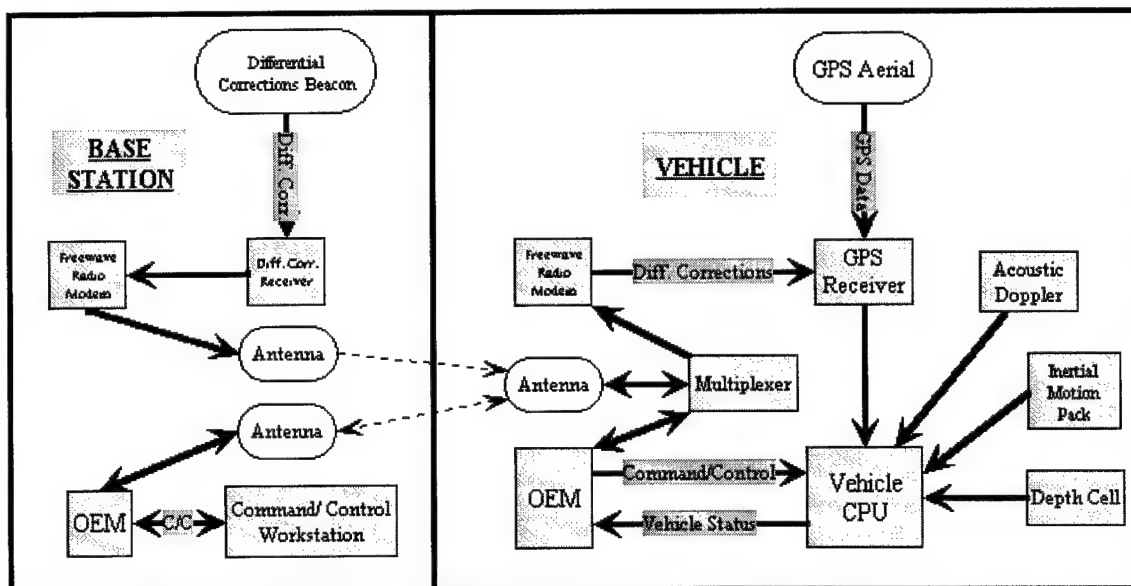 Differential
Corrections Beacon
Diff. Corr.
BASE
STATION
Freewave
Radio
Modem
Diff. Corr.
Receiver
Antenna
Antenna
OEM
C/C
Command/ Control
Workstation
GPS Aerial
GPS Data
VEHICLE
Freewave
Radio
Modem
Diff. Corrections
GPS
Receiver
Acoustic
Doppler
Antenna
Multiplexer
Inertial
Motion
Pack
OEM
Command/Control
Vehicle Status
Vehicle
CPU
Depth Cell